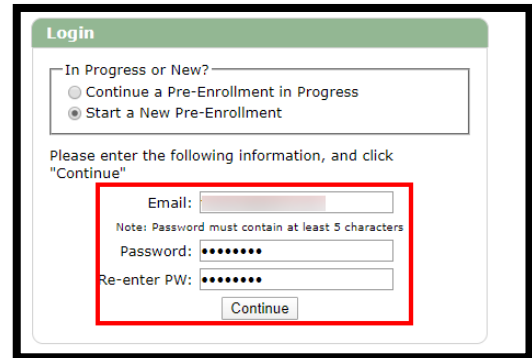 Login
In Progress or New?
Continue a Pre-Enrollment in Progress
Start a New Pre-Enrollment
Please enter the following information, and click
"Continue"
Email:
Note: Password must contain at least 5 characters
Password: ••••••••
Re-enter PW: ••••••••
Continue